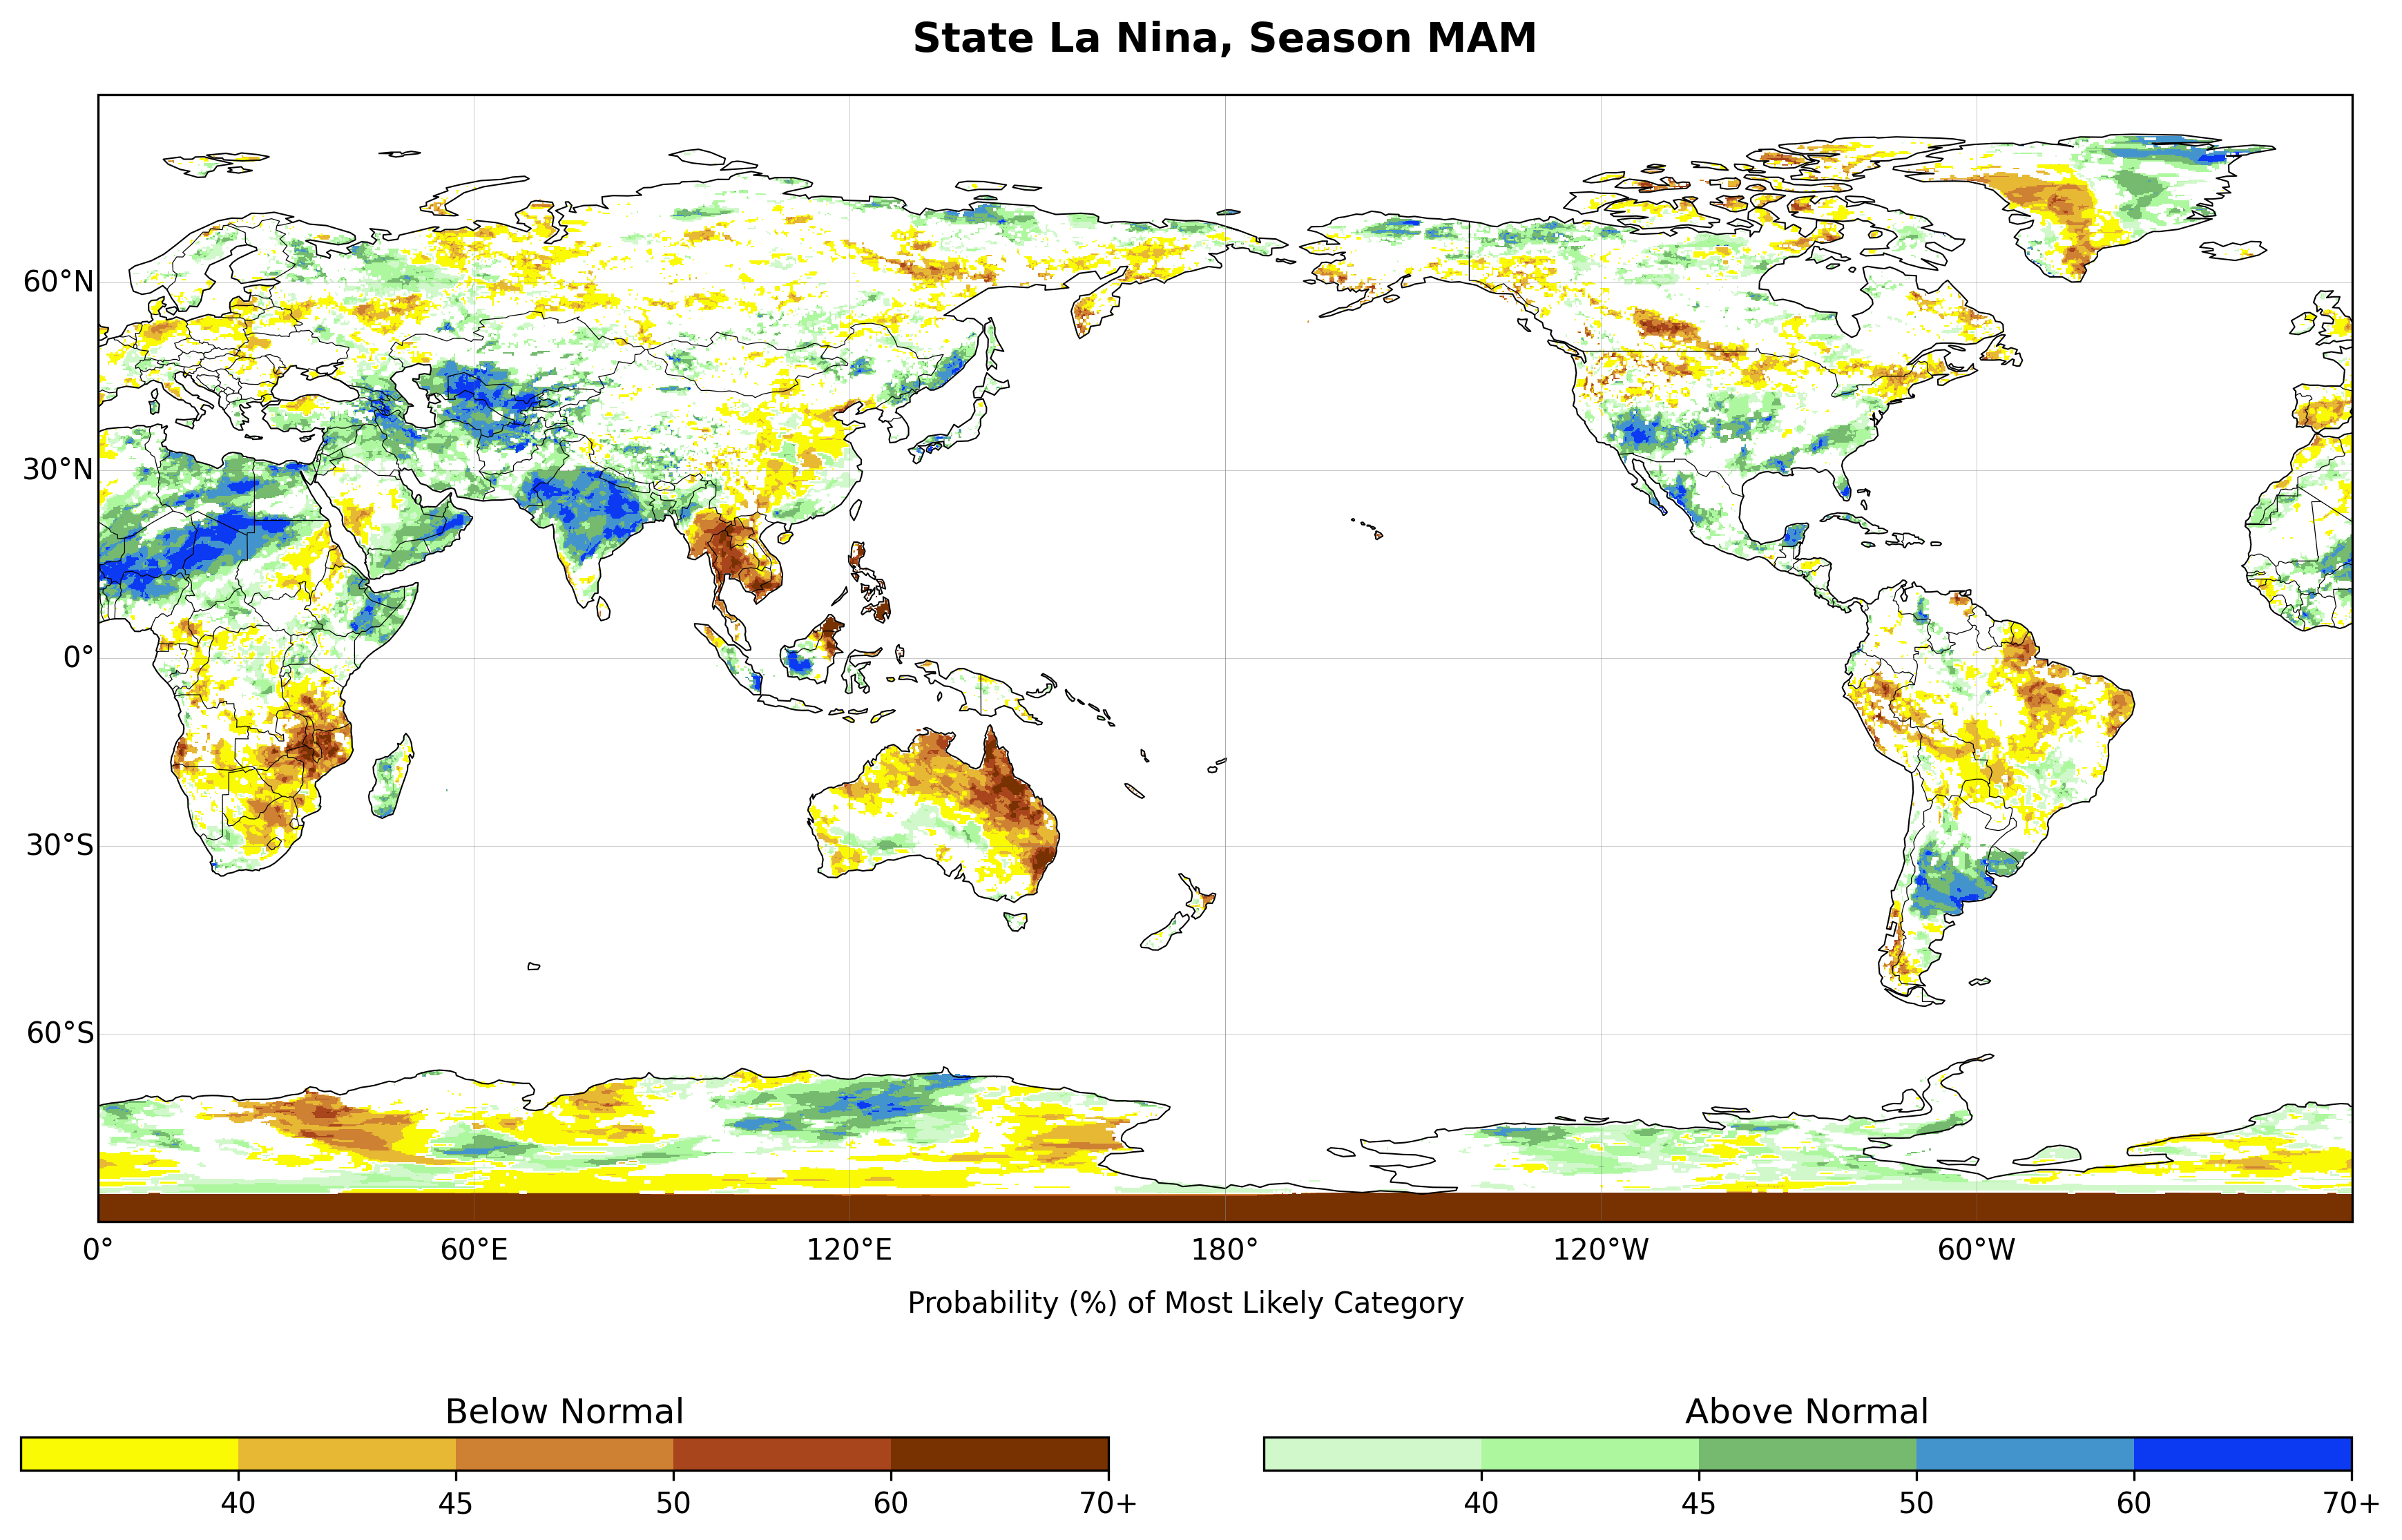 State La Nina, Season MAM
60°N
30°N
0°
30°S
60°S
0° 60°E 120°E 180° 120°W 60°W
Probability (%) of Most Likely Category
Below Normal Above Normal
40 45 50 60 70+ 40 45 50 60 70+